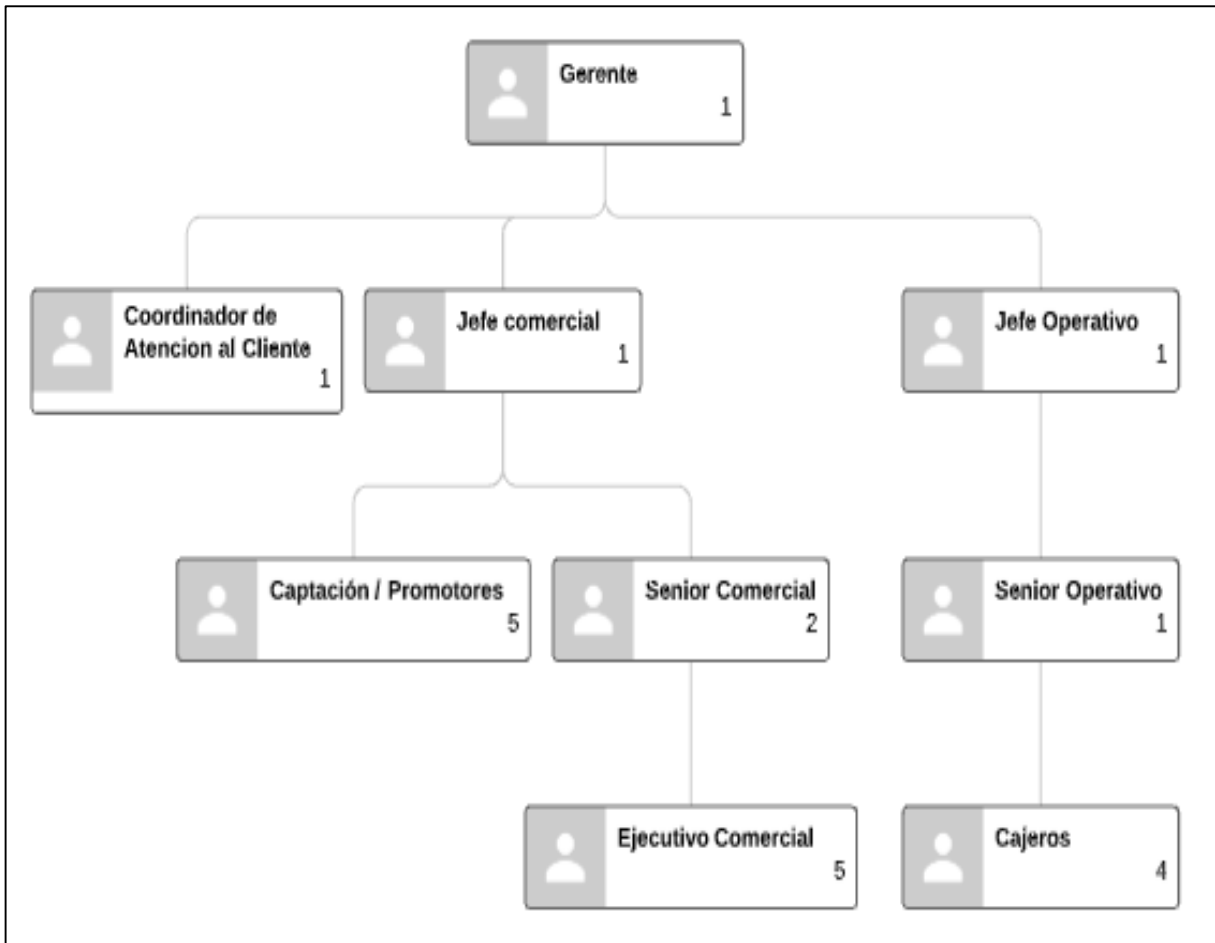 Gerente
1
Coordinador de
Atencion al Cliente
1
Jefe comercial
1
Jefe Operativo
1
Captación / Promotores
5
Senior Comercial
2
Senior Operativo
1
Ejecutivo Comercial
5
Cajeros
4